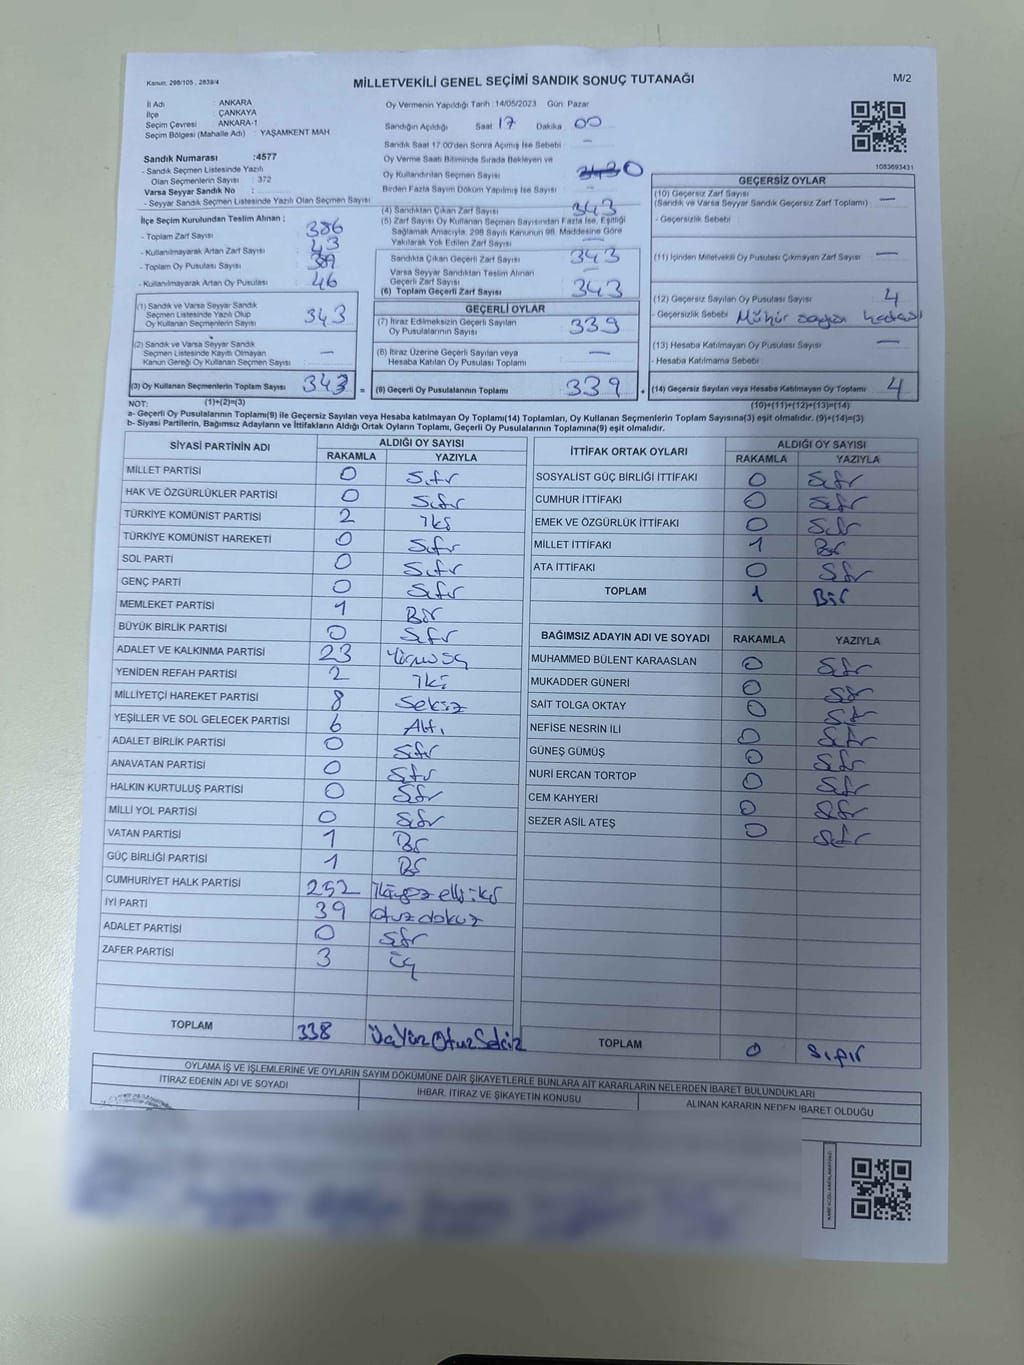 Kanun: 298/105 , 2839/4
MİLLETVEKİLİ GENEL SEÇİMİ SANDIK SONUÇ TUTANAĞI
M/2
İl Adı : ANKARA
İlçe : ÇANKAYA
Seçim Çevresi : ANKARA-1
Seçim Bölgesi (Mahalle Adı) : YAŞAMKENT MAH
Sandık Numarası :4577
- Sandık Seçmen Listesinde Yazılı
Olan Seçmenlerin Sayısı : 372
Varsa Seyyar Sandık No :
- Seyyar Sandık Seçmen Listesinde Yazılı Olan Seçmen Sayısı
İlçe Seçim Kurulundan Teslim Alınan ;
- Toplam Zarf Sayısı : 386
- Kullanılmayarak Artan Zarf Sayısı : 43
- Toplam Oy Pusulası Sayısı : 389
- Kullanılmayarak Artan Oy Pusulası : 46
(1) Sandık ve Varsa Seyyar Sandık
Seçmen Listesinde Yazılı Olup
Oy Kullanan Seçmenlerin Sayısı : 343
(2) Sandık ve Varsa Seyyar Sandık
Seçmen Listesinde Kayıtlı Olmayan
Kanun Gereği Oy Kullanan Seçmen Sayısı : —
(3) Oy Kullanan Seçmenlerin Toplam Sayısı : 343 =
(1)+(2)=(3)
Oy Vermenin Yapıldığı Tarih :14/05/2023 Gün: Pazar
Sandığın Açıldığı Saat 17 Dakika 00
Sandık Saat 17:00'den Sonra Açılmış İse Sebebi : —
Oy Verme Saati Bitiminde Sırada Bekleyen ve
Oy Kullandırılan Seçmen Sayısı : 0
Birden Fazla Sayım Döküm Yapılmış İse Sayısı : —
(4) Sandıktan Çıkan Zarf Sayısı : 343
(5) Zarf Sayısı Oy Kullanan Seçmen Sayısından Fazla İse, Eşitliği
Sağlamak Amacıyla, 298 Sayılı Kanunun 98. Maddesine Göre
Yakılarak Yok Edilen Zarf Sayısı : —
Sandıkta Çıkan Geçerli Zarf Sayısı : 343
Varsa Seyyar Sandıktan Teslim Alınan
Geçerli Zarf Sayısı : —
(6) Toplam Geçerli Zarf Sayısı : 343
GEÇERLİ OYLAR
(7) İtiraz Edilmeksizin Geçerli Sayılan
Oy Pusulalarının Sayısı : 339
(8) İtiraz Üzerine Geçerli Sayılan veya
Hesaba Katılan Oy Pusulası Toplamı : —
(9) Geçerli Oy Pusulalarının Toplamı : 339 +
1083693431
GEÇERSİZ OYLAR
(10) Geçersiz Zarf Sayısı
(Sandık ve Varsa Seyyar Sandık Geçersiz Zarf Toplamı) : —
- Geçersizlik Sebebi :
(11) İçinden Milletvekili Oy Pusulası Çıkmayan Zarf Sayısı : —
(12) Geçersiz Sayılan Oy Pusulası Sayısı : 4
- Geçersizlik Sebebi : Mühür sayısı hatası
(13) Hesaba Katılmayan Oy Pusulası Sayısı : —
- Hesaba Katılmama Sebebi :
(14) Geçersiz Sayılan veya Hesaba Katılmayan Oy Toplamı : 4
(10)+(11)+(12)+(13)=(14)
NOT:
a- Geçerli Oy Pusulalarının Toplamı(9) ile Geçersiz Sayılan veya Hesaba katılmayan Oy Toplamı(14) Toplamları, Oy Kullanan Seçmenlerin Toplam Sayısına(3) eşit olmalıdır. (9)+(14)=(3)
b- Siyasi Partilerin, Bağımsız Adayların ve İttifakların Aldığı Ortak Oyların Toplamı, Geçerli Oy Pusulalarının Toplamına(9) eşit olmalıdır.
SİYASİ PARTİNİN ADI ALDIĞI OY SAYISI
RAKAMLA YAZIYLA
MİLLET PARTİSİ 0 Sıfır
HAK VE ÖZGÜRLÜKLER PARTİSİ 0 Sıfır
TÜRKİYE KOMÜNİST PARTİSİ 2 İki
TÜRKİYE KOMÜNİST HAREKETİ 0 Sıfır
SOL PARTİ 0 Sıfır
GENÇ PARTİ 0 Sıfır
MEMLEKET PARTİSİ 1 Bir
BÜYÜK BİRLİK PARTİSİ 0 Sıfır
ADALET VE KALKINMA PARTİSİ 23 Yirmi üç
YENİDEN REFAH PARTİSİ 2 İki
MİLLİYETÇİ HAREKET PARTİSİ 8 Sekiz
YEŞİLLER VE SOL GELECEK PARTİSİ 6 Altı
ADALET BİRLİK PARTİSİ 0 Sıfır
ANAVATAN PARTİSİ 0 Sıfır
HALKIN KURTULUŞ PARTİSİ 0 Sıfır
MİLLİ YOL PARTİSİ 0 Sıfır
VATAN PARTİSİ 1 Bir
GÜÇ BİRLİĞİ PARTİSİ 1 Bir
CUMHURİYET HALK PARTİSİ 252 İkiyüz elli iki
İYİ PARTİ 39 Otuz dokuz
ADALET PARTİSİ 0 Sıfır
ZAFER PARTİSİ 3 Üç
TOPLAM 338 ÜçYüz Otuz Sekiz
İTTİFAK ORTAK OYLARI ALDIĞI OY SAYISI
RAKAMLA YAZIYLA
SOSYALİST GÜÇ BİRLİĞİ İTTİFAKI 0 Sıfır
CUMHUR İTTİFAKI 0 Sıfır
EMEK VE ÖZGÜRLÜK İTTİFAKI 0 Sıfır
MİLLET İTTİFAKI 1 Bir
ATA İTTİFAKI 0 Sıfır
TOPLAM 1 Bir
BAĞIMSIZ ADAYIN ADI VE SOYADI RAKAMLA YAZIYLA
MUHAMMED BÜLENT KARAASLAN 0 Sıfır
MUKADDER GÜNERİ 0 Sıfır
SAİT TOLGA OKTAY 0 Sıfır
NEFİSE NESRİN İLİ 0 Sıfır
GÜNEŞ GÜMÜŞ 0 Sıfır
NURİ ERCAN TORTOP 0 Sıfır
CEM KAHYERİ 0 Sıfır
SEZER ASİL ATEŞ 0 Sıfır
TOPLAM 0 Sıfır
OYLAMA İŞ VE İŞLEMLERİNE VE OYLARIN SAYIM DÖKÜMÜNE DAİR ŞİKAYETLERLE BUNLARA AİT KARARLARIN NELERDEN İBARET BULUNDUKLARI
İTİRAZ EDENİN ADI VE SOYADI
İHBAR, İTİRAZ VE ŞİKAYETİN KONUSU
ALINAN KARARIN NEDEN İBARET OLDUĞU